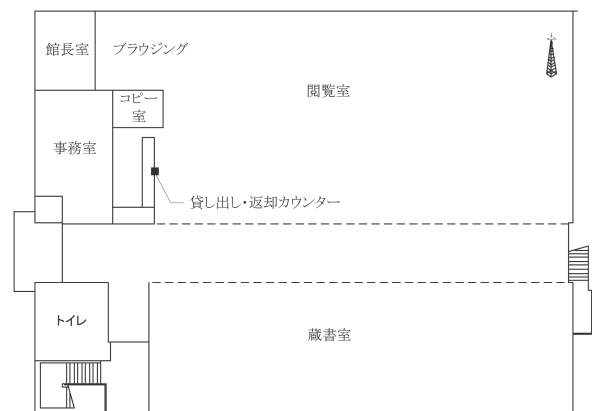 館長室
ブラウジング
閲覧室
コピー
室
事務室
貸し出し・返却カウンター
トイレ
蔵書室